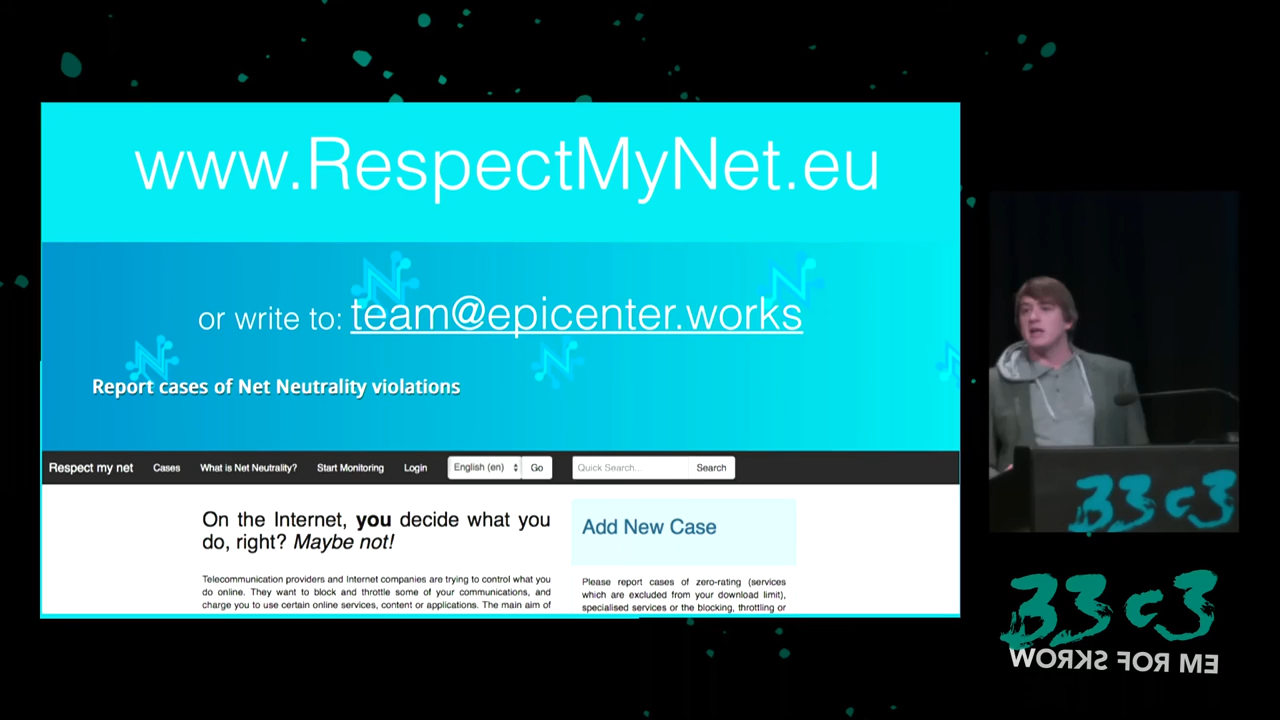 www.RespectMyNet.eu
or write to: team@epicenter.works
Report cases of Net Neutrality violations
Respect my net Cases What is Net Neutrality? Start Monitoring Login English (en) Go Quick Search... Search
On the Internet, you decide what you
do, right? Maybe not!
Telecommunication providers and Internet companies are trying to control what you
do online. They want to block and throttle some of your communications, and
charge you to use certain online services, content or applications. The main aim of
Add New Case
Please report cases of zero-rating (services
which are excluded from your download limit),
specialised services or the blocking, throttling or
33c3
33c3
WORKS FOR ME